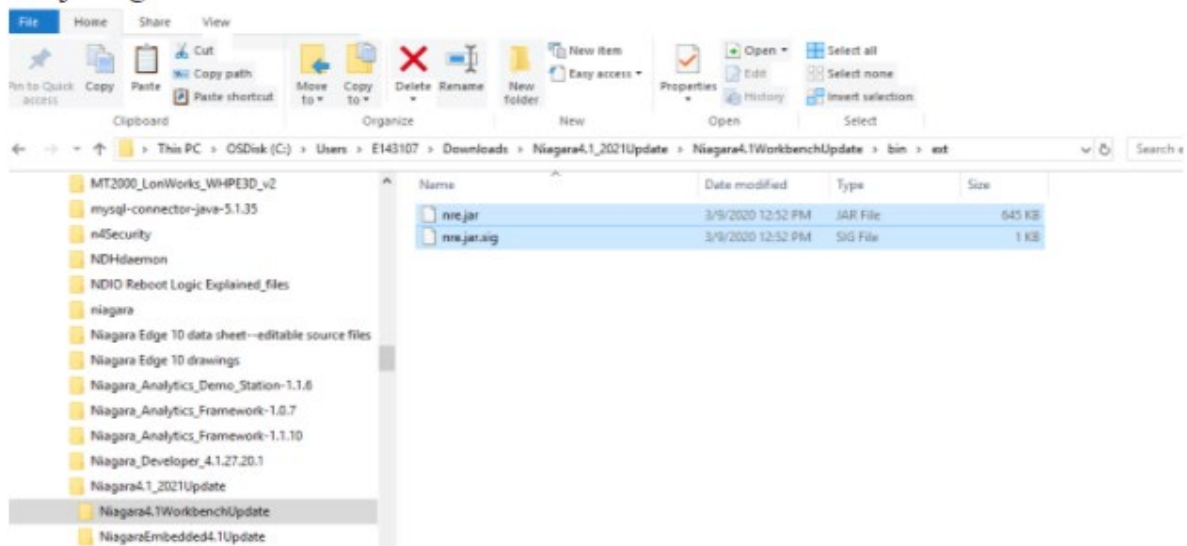 File Home Share View
Pin to Quick access
Copy
Paste
Cut
Copy path
Paste shortcut
Move to
Copy to
Delete
Rename
New folder
New item
Easy access
Properties
Open
Edit
History
Select all
Select none
Invert selection
Clipboard Organize New Open Select
This PC > OSDisk (C:) > Users > E143107 > Downloads > Niagara4.1_2021Update > Niagara4.1WorkbenchUpdate > bin > ext
Search e
MT2000_LonWorks_WHPE3D_v2
mysql-connector-java-5.1.35
n4Security
NDHdaemon
NDIO Reboot Logic Explained_files
niagara
Niagara Edge 10 data sheet--editable source files
Niagara Edge 10 drawings
Niagara_Analytics_Demo_Station-1.1.6
Niagara_Analytics_Framework-1.0.7
Niagara_Analytics_Framework-1.1.10
Niagara_Developer_4.1.27.20.1
Niagara4.1_2021Update
Niagara4.1WorkbenchUpdate
NiagaraEmbedded4.1Update
Name Date modified Type Size
nre.jar 3/9/2020 12:52 PM JAR File 645 KB
nre.jar.sig 3/9/2020 12:52 PM SIG File 1 KB